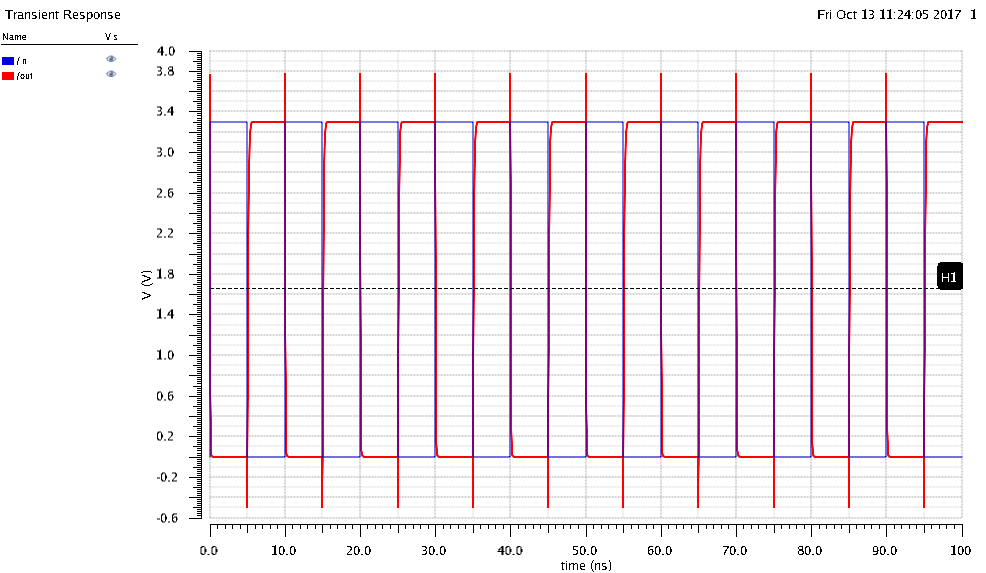 Transient Response
Fri Oct 13 11:24:05 2017 1
Name V s
/ n
/out
4.0
3.8
3.4
3.0
2.6
2.2
1.8
1.4
1.0
0.6
0.2
-0.2
-0.6
V (V)
H1
0.0 10.0 20.0 30.0 40.0 50.0 60.0 70.0 80.0 90.0 100
time (ns)